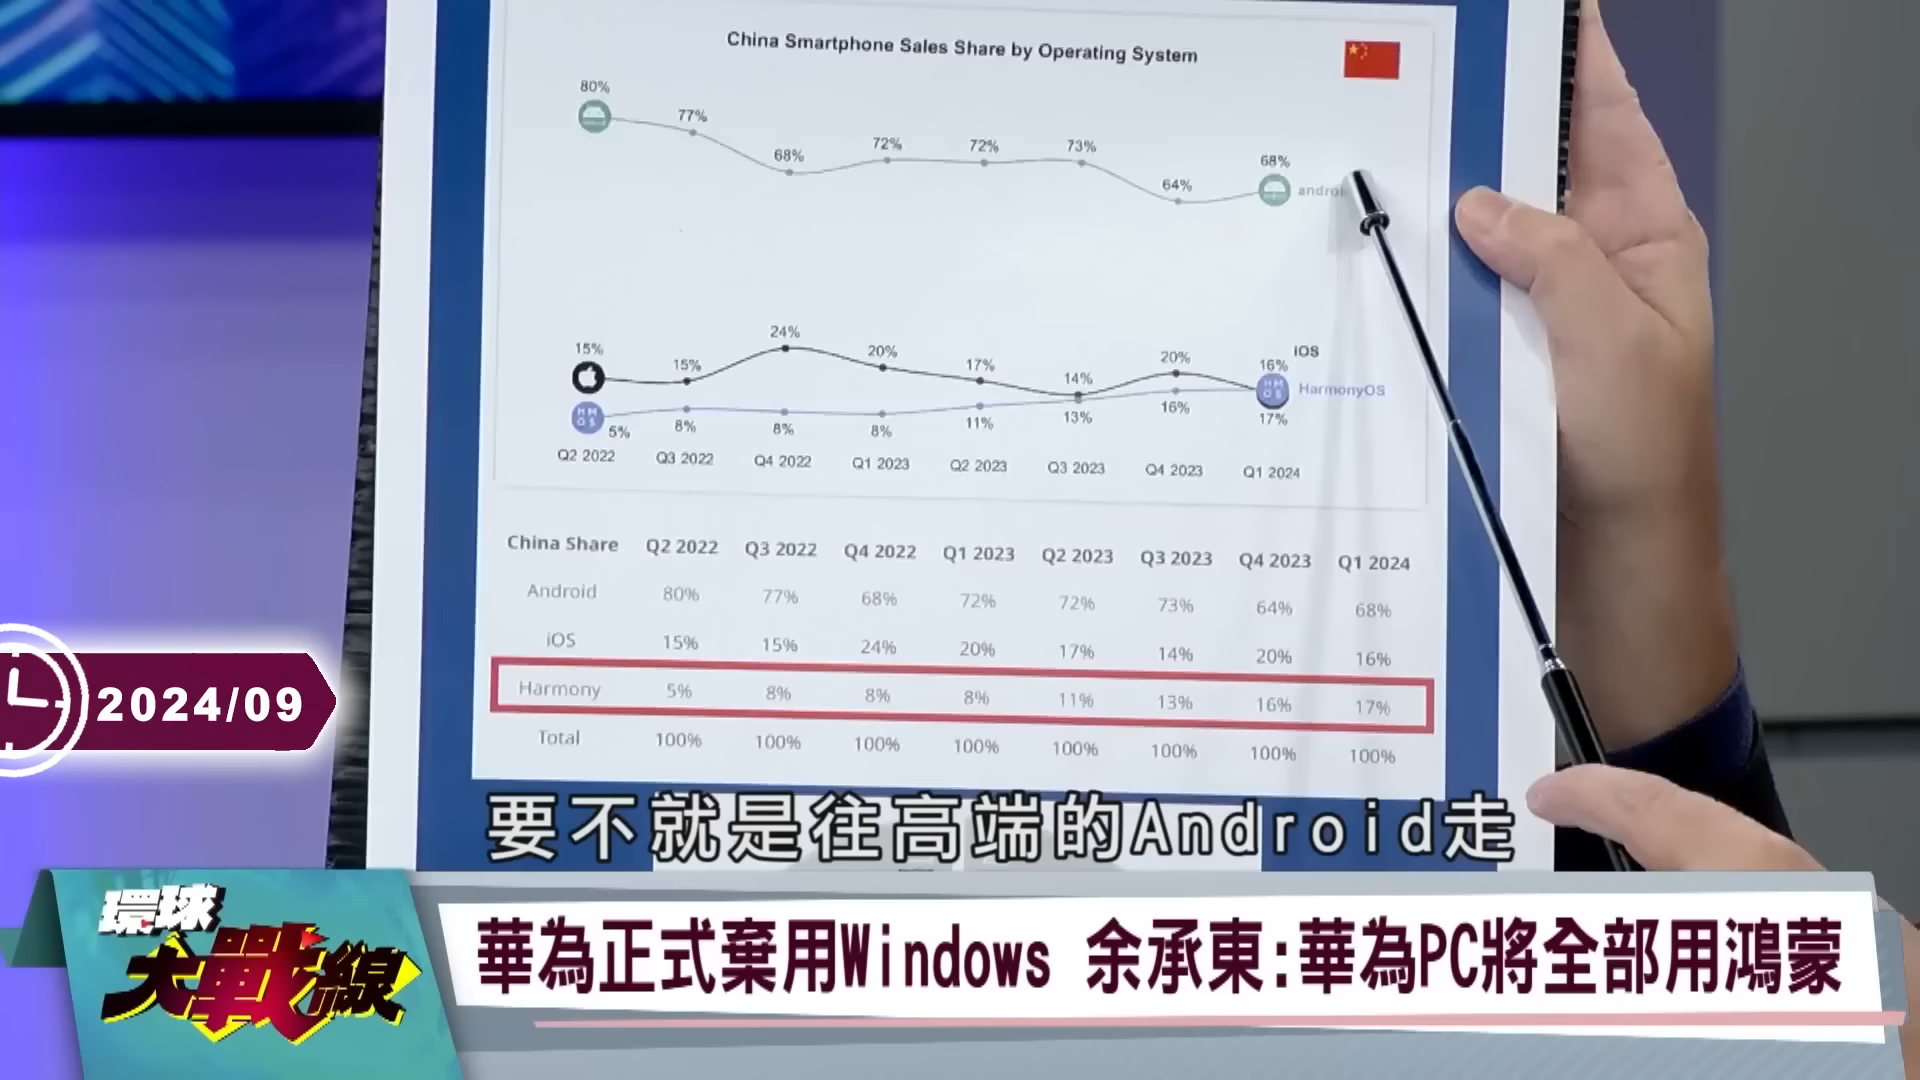 China Smartphone Sales Share by Operating System
80%
77%
68%
72%
72%
73%
64%
68%
15%
15%
24%
20%
17%
14%
20%
16%
iOS
HM
OS
HarmonyOS
HM
OS
5%
8%
8%
8%
11%
13%
16%
17%
Q2 2022
Q3 2022
Q4 2022
Q1 2023
Q2 2023
Q3 2023
Q4 2023
Q1 2024
China Share Q2 2022 Q3 2022 Q4 2022 Q1 2023 Q2 2023 Q3 2023 Q4 2023 Q1 2024
Android 80% 77% 68% 72% 72% 73% 64% 68%
iOS 15% 15% 24% 20% 17% 14% 20% 16%
Harmony 5% 8% 8% 8% 11% 13% 16% 17%
Total 100% 100% 100% 100% 100% 100% 100% 100%
2024/09
要不就是往高端的Android走
環球
大戰線
華為正式棄用Windows 余承東:華為PC將全部用鴻蒙